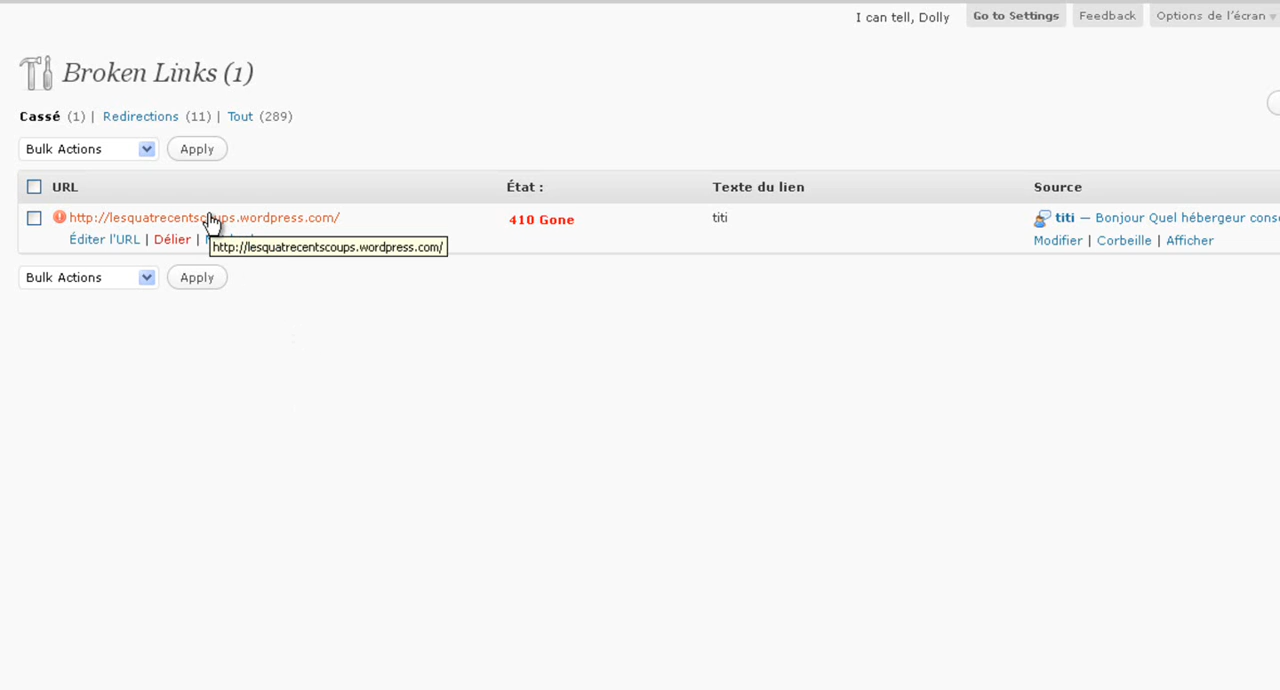 I can tell, Dolly Go to Settings Feedback Options de l'écran
Broken Links (1)
Cassé (1) | Redirections (11) | Tout (289)
Bulk Actions Apply
URL État : Texte du lien Source
http://lesquatrecentscoups.wordpress.com/ 410 Gone titi titi — Bonjour Quel hébergeur
Éditer l'URL | Délier | Modifier | Corbeille | Afficher
http://lesquatrecentscoups.wordpress.com/
Bulk Actions Apply